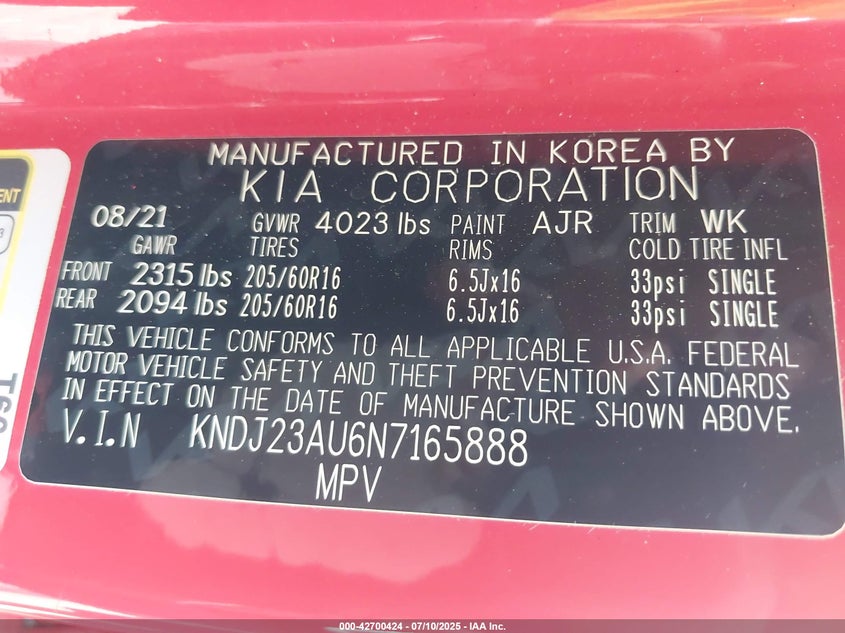 MANUFACTURED IN KOREA BY
KIA CORPORATION
08/21 GVWR 4023 lbs PAINT AJR TRIM WK
GAWR TIRES RIMS COLD TIRE INFL
FRONT 2315 lbs 205/60R16 6.5Jx16 33psi SINGLE
REAR 2094 lbs 205/60R16 6.5Jx16 33psi SINGLE
THIS VEHICLE CONFORMS TO ALL APPLICABLE U.S.A. FEDERAL
MOTOR VEHICLE SAFETY AND THEFT PREVENTION STANDARDS
IN EFFECT ON THE DATE OF MANUFACTURE SHOWN ABOVE.
V.I.N KNDJ23AU6N7165888
MPV
000-42700424 - 07/10/2025 - IAA Inc.